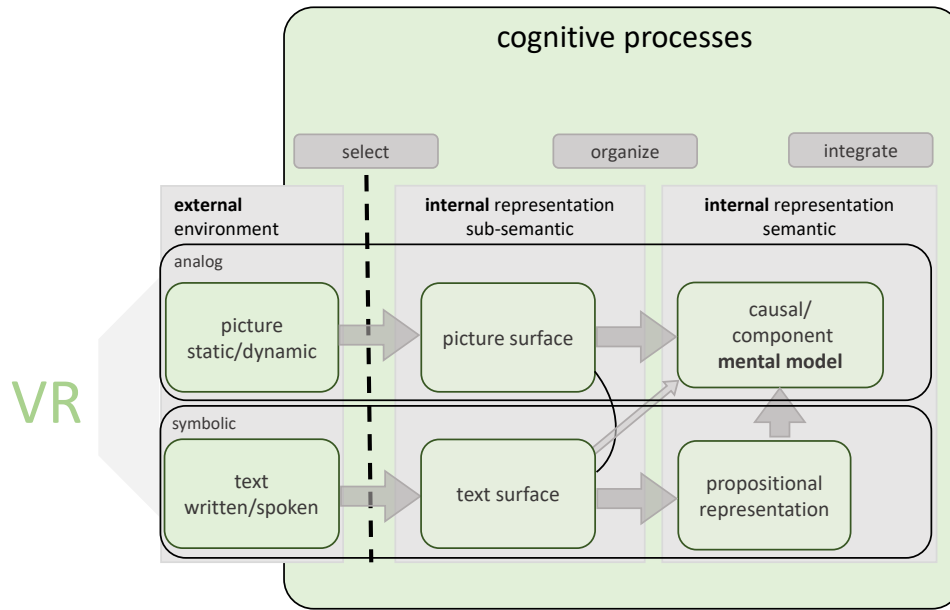 cognitive processes
select
organize
integrate
external
environment
internal representation
sub-semantic
internal representation
semantic
analog
picture
static/dynamic
picture surface
causal/
component
mental model
VR
symbolic
text
written/spoken
text surface
propositional
representation